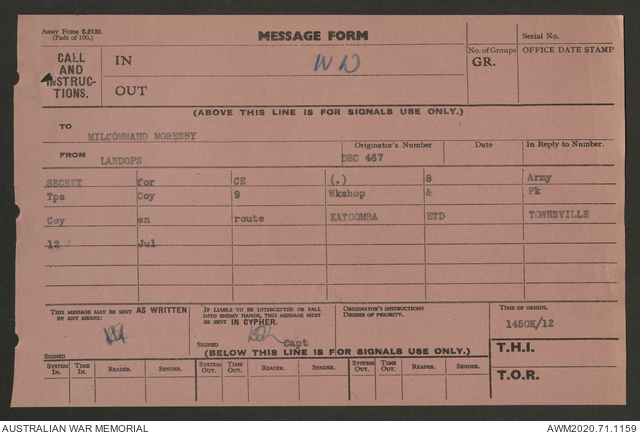 ARMY FORM C.2136.
(Pads of 100.)
MESSAGE FORM
Serial No.
CALL AND INSTRUC-TIONS.
IN
No. of Groups GR.
OFFICE DATE STAMP
OUT
(ABOVE THIS LINE IS FOR SIGNALS USE ONLY.)
TO MILCOMMAND MORESBY
FROM LANDOPS
Originator's Number DEC 467
Date
In Reply to Number.
SECRET for CE (.) 8 Army
Tps Coy 9 Wkshop & Pk
Coy en route KATOOMBA ETD TOWNSVILLE
12 Jul
THIS MESSAGE MAY BE SENT AS WRITTEN BY ANY MEANS:
SIGNED
IF LIABLE TO BE INTERCEPTED OR FALL INTO ENEMY HANDS, THIS MESSAGE MUST BE SENT IN CYPHER.
SIGNED Capt
ORIGINATOR'S INSTRUCTIONS DEGREE OF PRIORITY.
TIME OF ORIGIN.
1450K/12
(BELOW THIS LINE IS FOR SIGNALS USE ONLY.)
T.H.I.
SYSTEM IN. TIME IN. READER. SENDER. SYSTEM OUT. TIME OUT. READER. SENDER. SYSTEM OUT. TIME OUT. READER. SENDER.
T.O.R.
AUSTRALIAN WAR MEMORIAL
AWM2020.71.1159